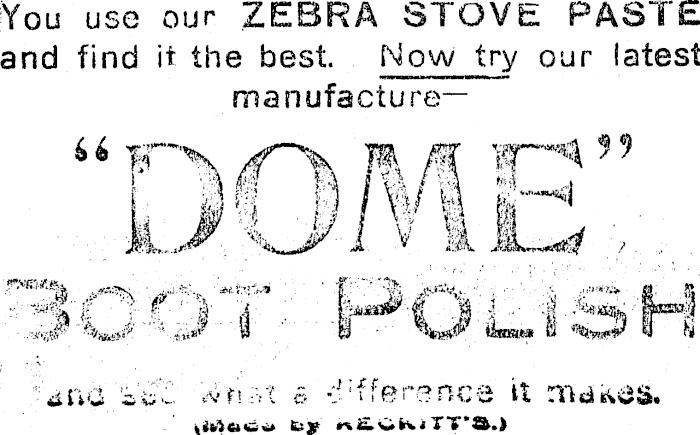 You use our ZEBRA STOVE PASTE
and find it the best. Now try our latest
manufacture—
“DOME”
BOOT POLISH
and see what a difference it makes.
(Made by RECKITT'S.)